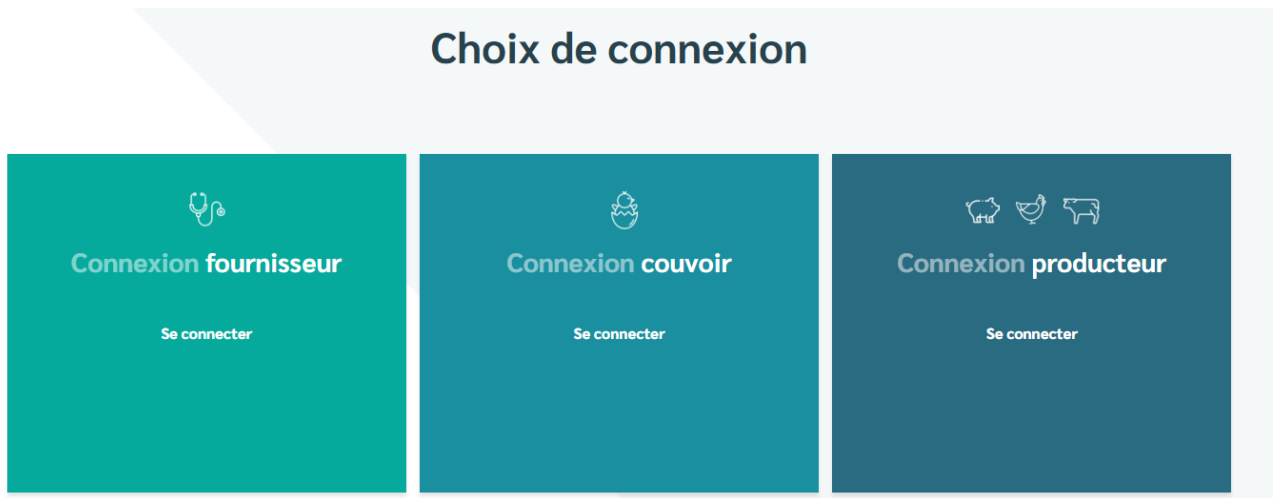 Choix de connexion
Connexion fournisseur
Se connecter
Connexion couvoir
Se connecter
Connexion producteur
Se connecter